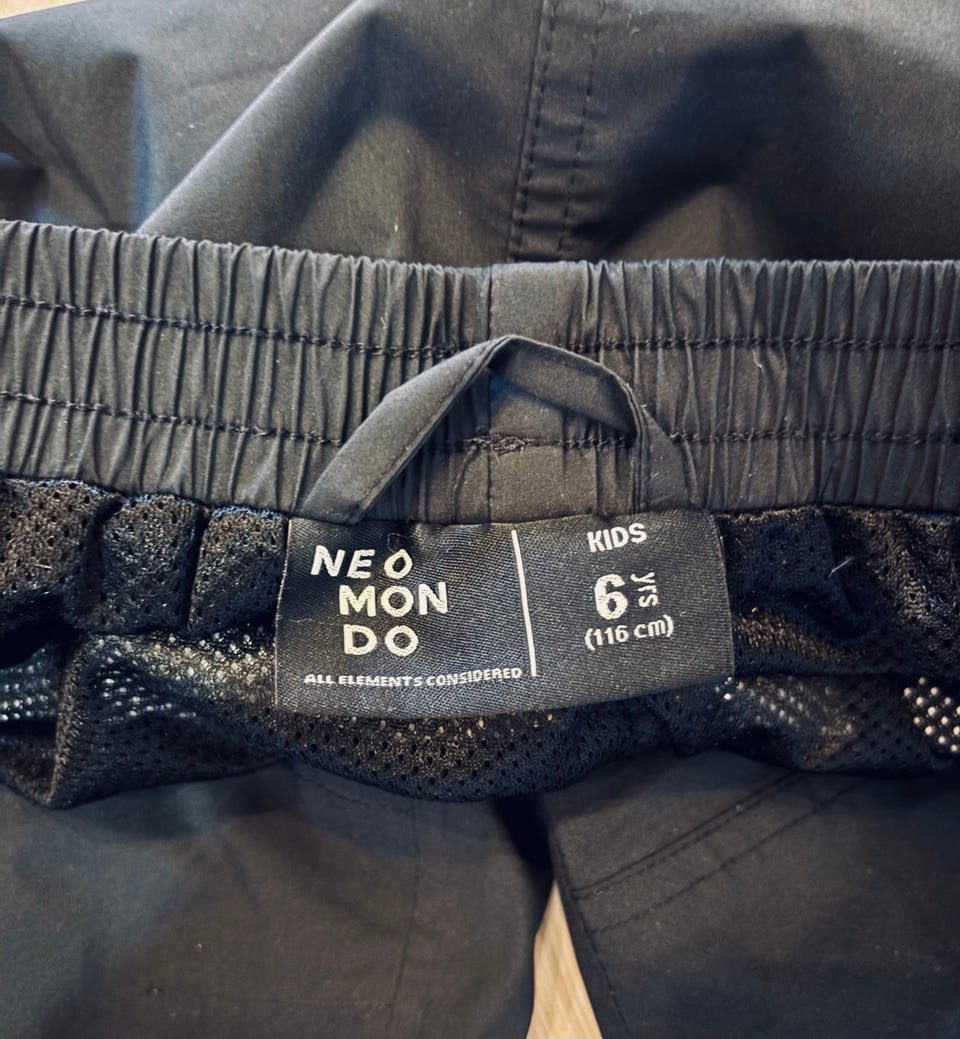 NEO
MON
DO
ALL ELEMENTS CONSIDERED
KIDS
6 yrs
(116 cm)